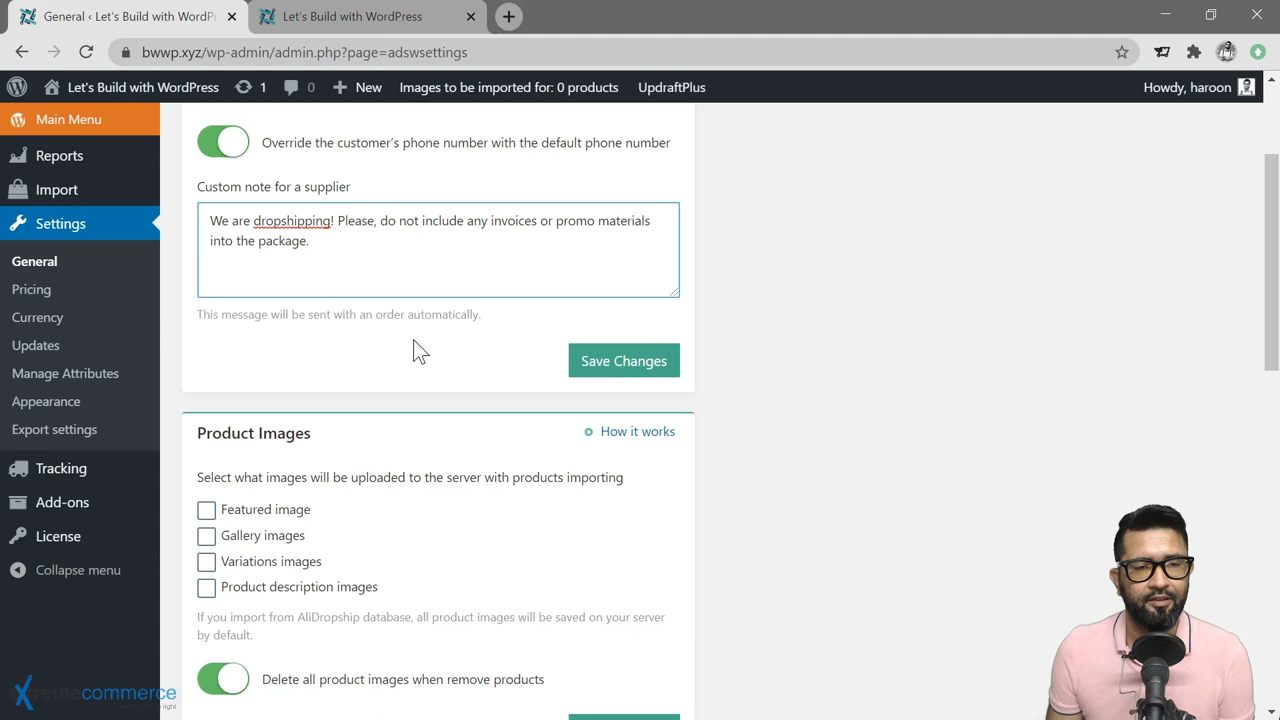 General < Let's Build with WordPr
Let's Build with WordPress
bwwp.xyz/wp-admin/admin.php?page=adswsettings
Let's Build with WordPress 1 0 New Images to be imported for: 0 products UpdraftPlus Howdy, haroon
Main Menu
Reports
Import
Settings
General
Pricing
Currency
Updates
Manage Attributes
Appearance
Export settings
Tracking
Add-ons
License
Collapse menu
Override the customer's phone number with the default phone number
Custom note for a supplier
We are dropshipping! Please, do not include any invoices or promo materials
into the package.
This message will be sent with an order automatically.
Save Changes
Product Images
How it works
Select what images will be uploaded to the server with products importing
Featured image
Gallery images
Variations images
Product description images
If you import from AliDropship database, all product images will be saved on your server
by default.
Delete all product images when remove products
xtremecommerce